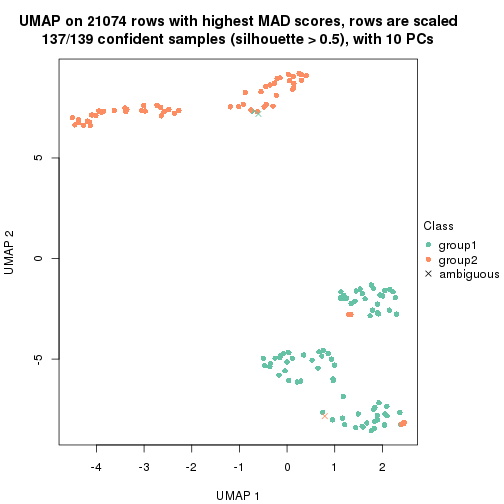 UMAP on 21074 rows with highest MAD scores, rows are scaled
137/139 confident samples (silhouette > 0.5), with 10 PCs
5
0
-5
UMAP 2
-4
-3
-2
-1
0
1
2
UMAP 1
Class
group1
group2
ambiguous